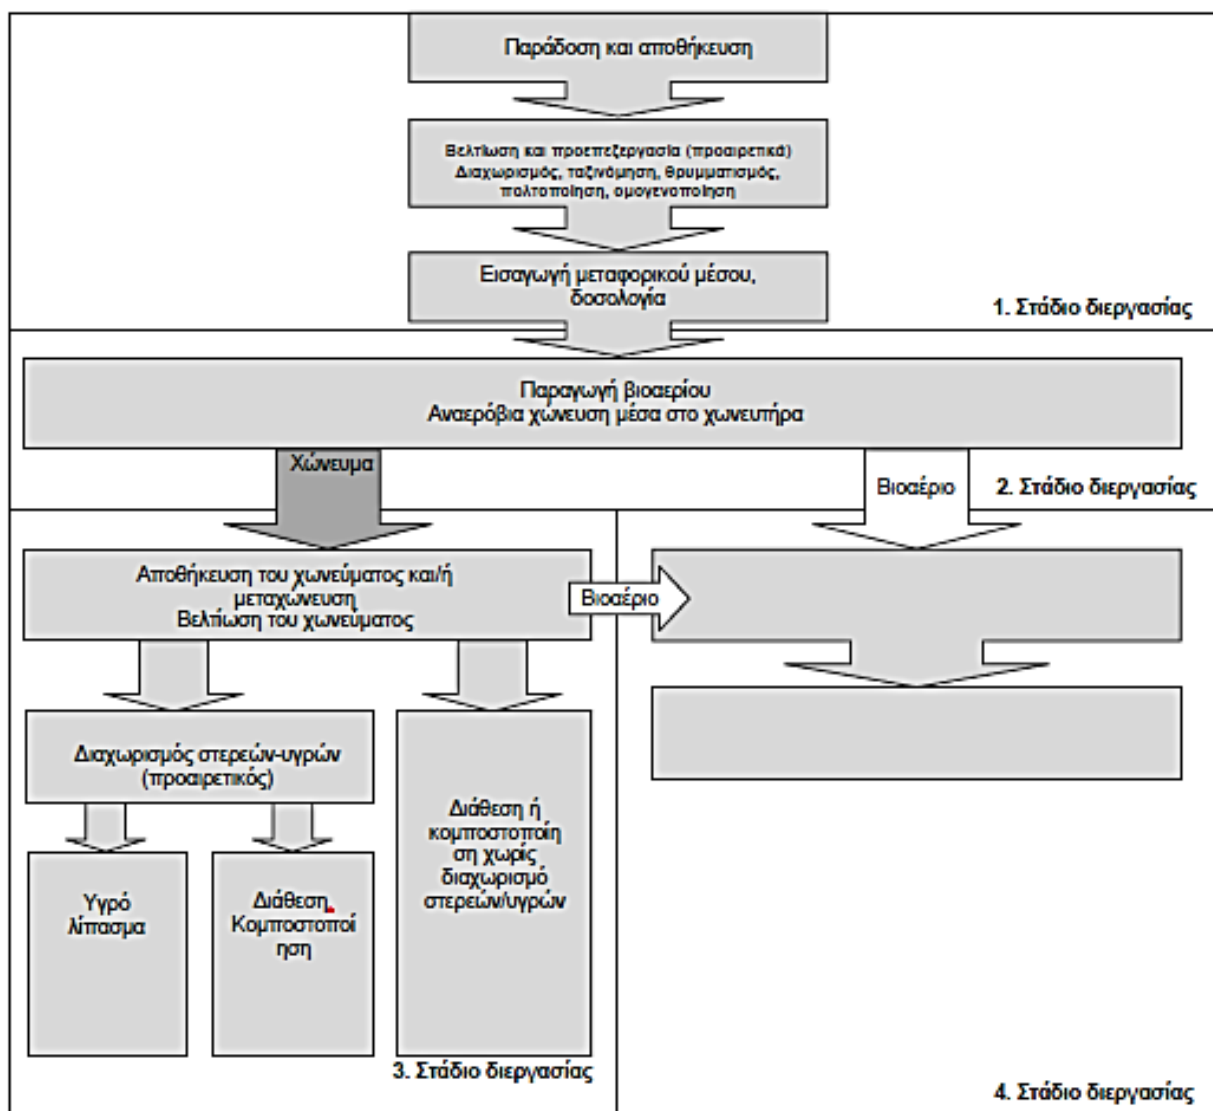 Παράδοση και αποθήκευση
Βελτίωση και προεπεξεργασία (προαιρετικά)
Διαχωρισμός, ταξινόμηση, θρυμματισμός,
πολτοποίηση, ομογενοποίηση
Εισαγωγή μεταφορικού μέσου,
δοσολογία
1. Στάδιο διεργασίας
Παραγωγή βιοαερίου
Αναερόβια χώνευση μέσα στο χωνευτήρα
Χώνευμα
Βιοαέριο
2. Στάδιο διεργασίας
Αποθήκευση του χωνεύματος και/ή
μεταχώνευση
Βελτίωση του χωνεύματος
Βιοαέριο
Διαχωρισμός στερεών-υγρών
(προαιρετικός)
Υγρό
λίπασμα
Διάθεση,
Κομποστοποί
ηση
Διάθεση ή
κομποστοποίη
ση χωρίς
διαχωρισμό
στερεών/υγρών
3. Στάδιο διεργασίας
4. Στάδιο διεργασίας